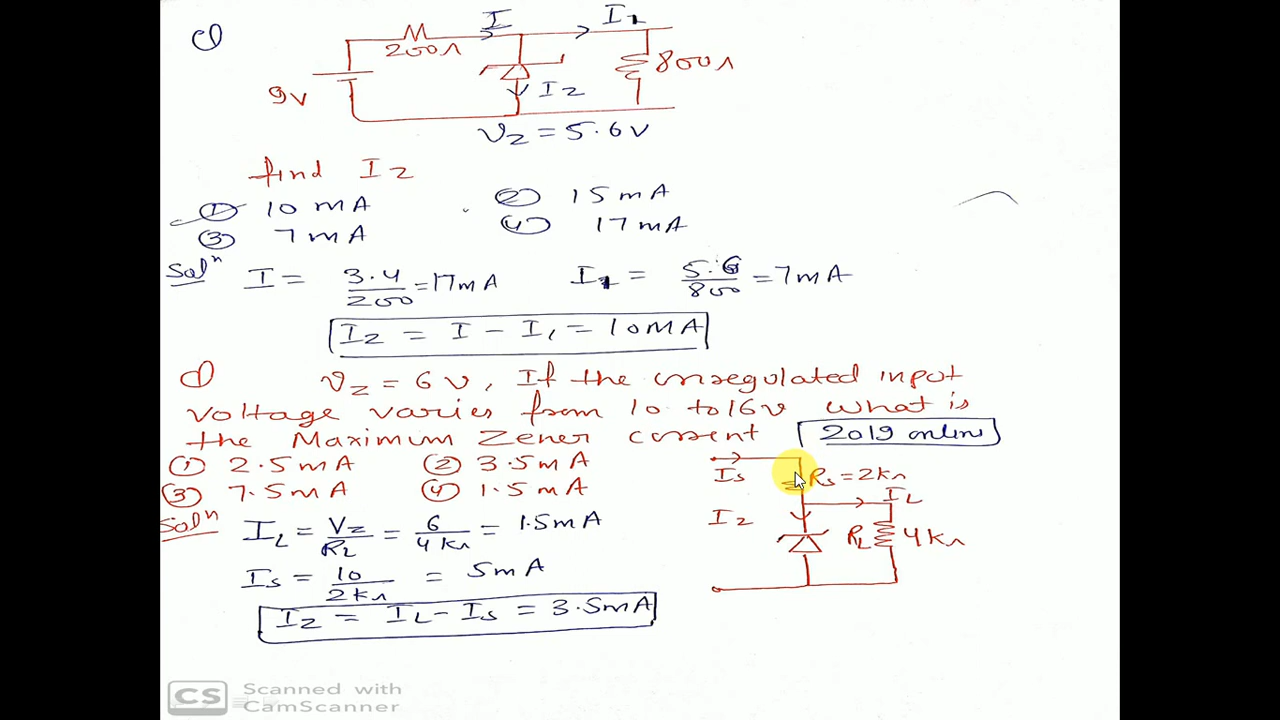 c)
I
I1
200Ω
800Ω
9V
Iz
Vz = 5.6V
find Iz
① 10 mA ② 15 mA
③ 7 mA ④ 17 mA
Solⁿ I = 3.4/200 = 17mA I1 = 5.6/800 = 7mA
Iz = I - I1 = 10MA
d) Vz = 6V, If the unregulated input
voltage varies from 10 to 16V what is
the Maximum Zener current 2019 online
① 2.5mA ② 3.5mA
③ 7.5mA ④ 1.5mA
Is Rs = 2kΩ
IL
Iz
RL 4kΩ
Solⁿ IL = Vz/RL = 6/4kΩ = 1.5mA
Is = 10/2kΩ = 5mA
Iz = IL - Is = 3.5mA
CS Scanned with
CamScanner